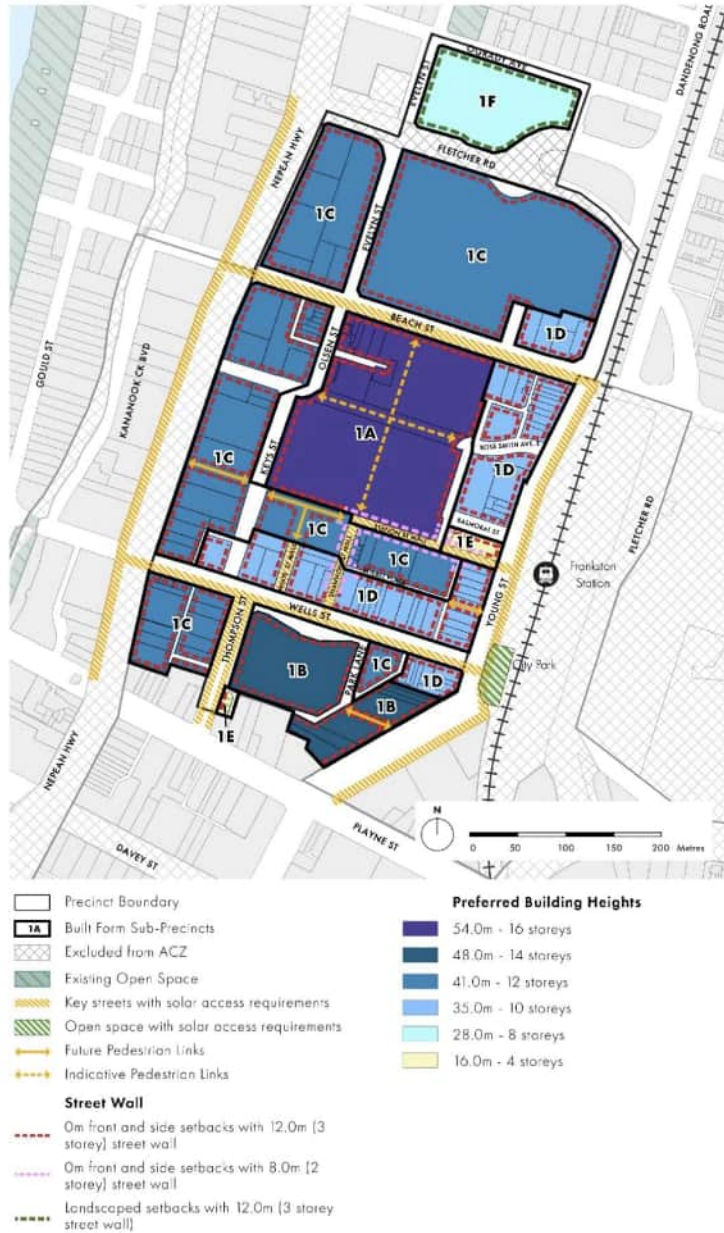 OGRADY AVE
EVELYN ST
1F
DANDENONG ROAD
FLETCHER RD
NEPEAN HWY
1C
EVELYN ST
1C
1D
BEACH ST
OLSEN ST
GOULD ST
KANANOOK CK BVD
1A
ROSS SMITH AVE E
KEYS ST
1D
1C
BALMORAL ST
1E
FLETCHER RD
1C
STATION ST MALL
1C
Frankston
Station
YOUNG ST
1D
WELLS ST
1C
THOMPSON ST
1B
PARK LANE
1C
1D
City Park
1B
1E
NEPEAN HWY
PLAYNE ST
DAVEY ST
N
0 50 100 150 200 Metres
Precinct Boundary
1A Built Form Sub-Precincts
Excluded from ACZ
Existing Open Space
Key streets with solar access requirements
Open space with solar access requirements
Future Pedestrian Links
Indicative Pedestrian Links
Street Wall
0m front and side setbacks with 12.0m (3
storey) street wall
0m front and side setbacks with 8.0m (2
storey) street wall
Landscaped setbacks with 12.0m (3 storey
street wall)
Preferred Building Heights
54.0m - 16 storeys
48.0m - 14 storeys
41.0m - 12 storeys
35.0m - 10 storeys
28.0m - 8 storeys
16.0m - 4 storeys